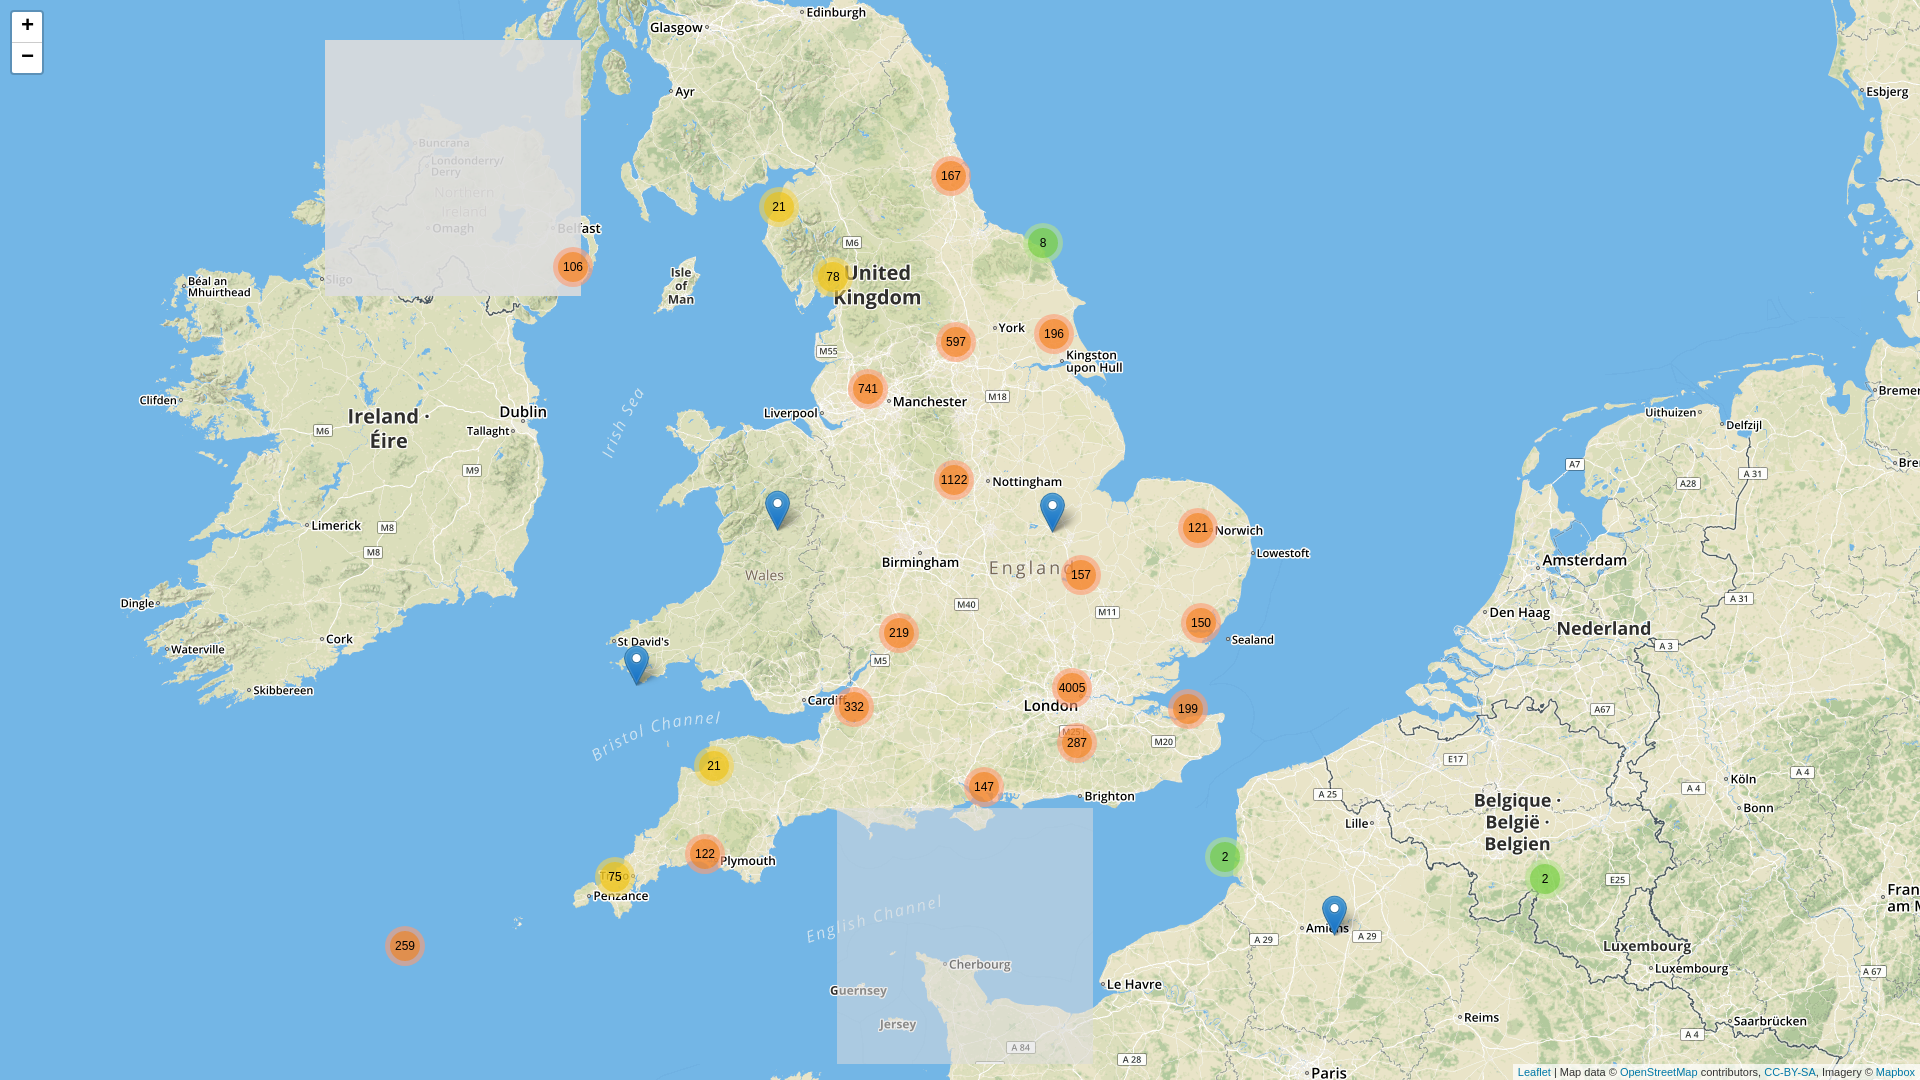 +
−
Edinburgh
Glasgow
Ayr
Esbjerg
Buncrana
Londonderry/
Derry
Northern
Ireland
Omagh
Belfast
Sligo
106
167
21
8
M6
78
United
Kingdom
Isle
of
Man
Béal an
Mhuirthead
York
196
597
Kingston
upon Hull
M55
741
Manchester
M18
Liverpool
Irish Sea
Clifden
Ireland ·
Éire
Dublin
Tallaght
M6
M9
Uithuizen
Delfzijl
Bremer
Bre
A7
A 31
A28
1122
Nottingham
121
Norwich
Lowestoft
Limerick
M8
M8
Birmingham
England
157
Wales
Amsterdam
Den Haag
A 31
Nederland
A 3
Dingle
Cork
Waterville
Skibbereen
M40
M11
150
Sealand
219
M5
St David's
Cardiff
332
4005
London
199
M25
287
M20
A67
E17
Bristol Channel
21
147
Brighton
A 25
Lille
Belgique ·
België ·
Belgien
Köln
Bonn
A 4
A 4
122
Plymouth
75
Penzance
2
2
E25
Fran
am M
259
English Channel
Cherbourg
Guernsey
Jersey
A 84
Le Havre
A 29
Amiens
A 29
Luxembourg
Luxembourg
A 67
Reims
Saarbrücken
A 4
A 28
Paris
Leaflet | Map data © OpenStreetMap contributors, CC-BY-SA, Imagery © Mapbox